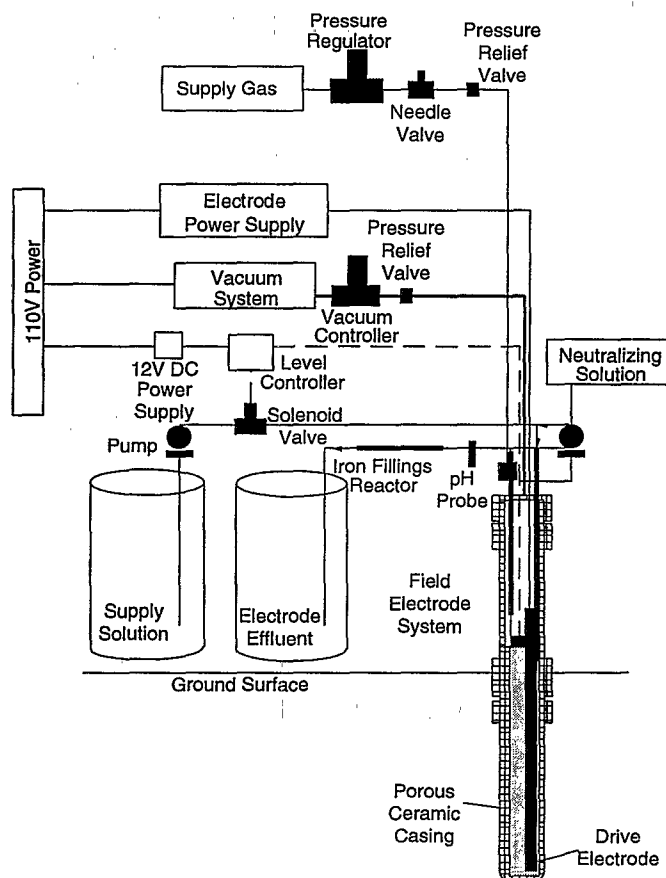 Pressure
Regulator
Pressure
Relief
Valve
Supply Gas
Needle
Valve
Electrode
Power Supply
Pressure
Relief
Valve
110V Power
Vacuum
System
Vacuum
Controller
12V DC
Power
Supply
Level
Controller
Neutralizing
Solution
Solenoid
Valve
Pump
Iron Fillings
Reactor
pH
Probe
Field
Electrode
System
Supply
Solution
Electrode
Effluent
Ground Surface
Porous
Ceramic
Casing
Drive
Electrode